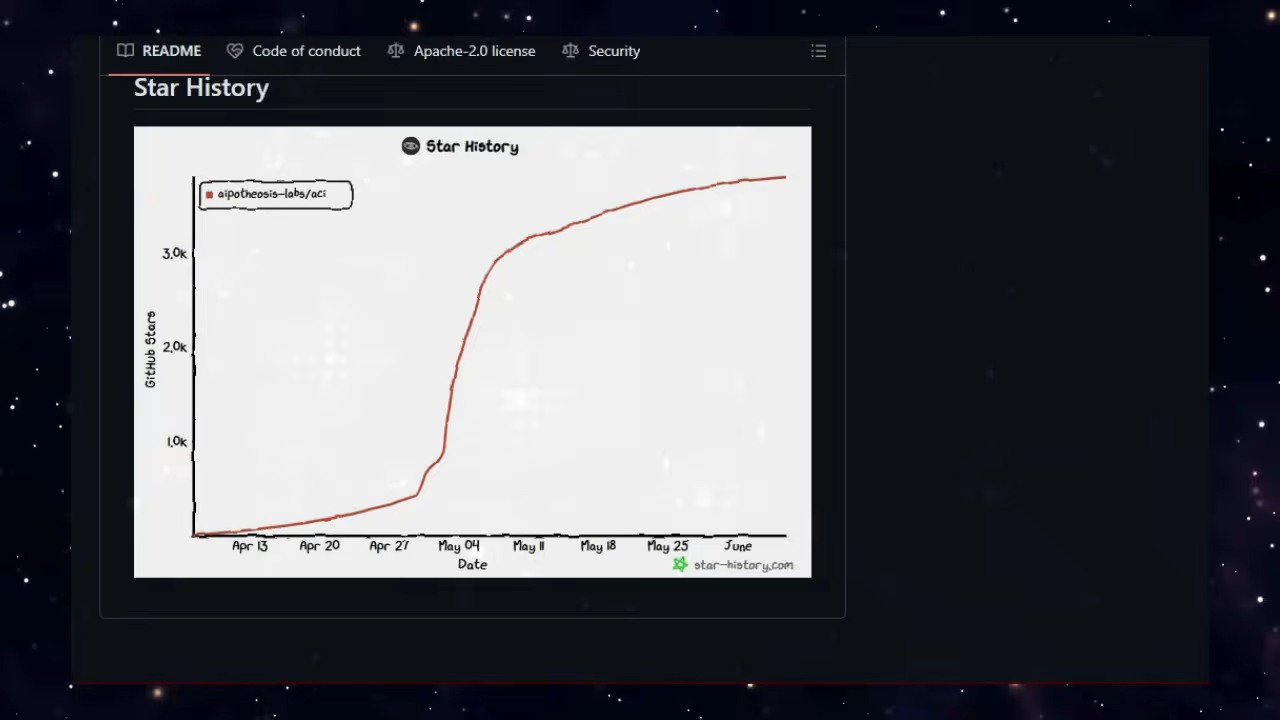 README Code of conduct Apache-2.0 license Security
Star History
Star History
aipotheosis-labs/aci
3.0k
2.0k
1.0k
GitHub Stars
Apr 13 Apr 20 Apr 27 May 04 May 11 May 18 May 25 June
Date
star-history.com